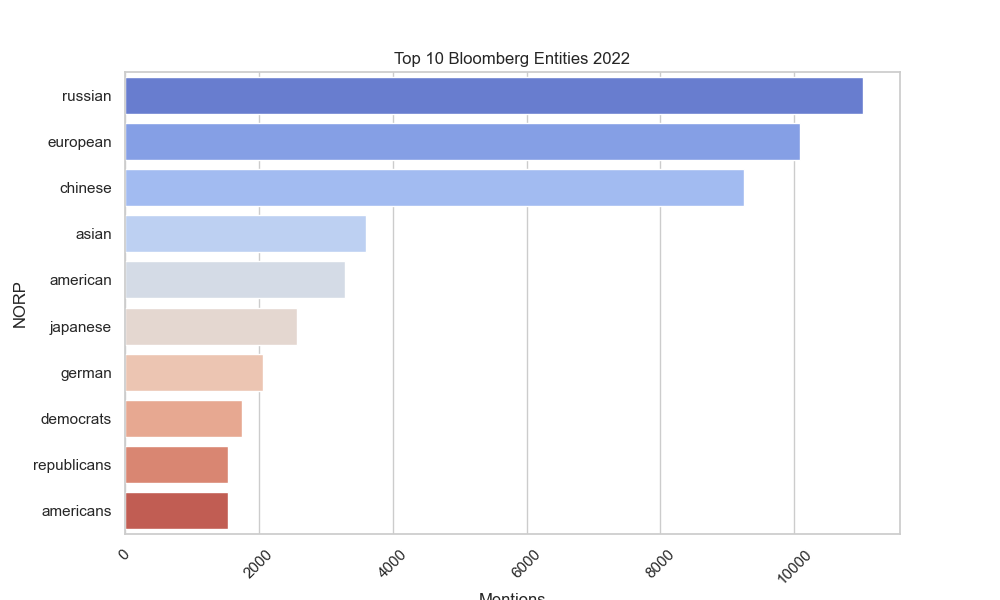 Top 10 Bloomberg Entities 2022
russian
european
chinese
asian
american
japanese
german
democrats
republicans
americans
NORP
0
2000
4000
6000
8000
10000
Mentions